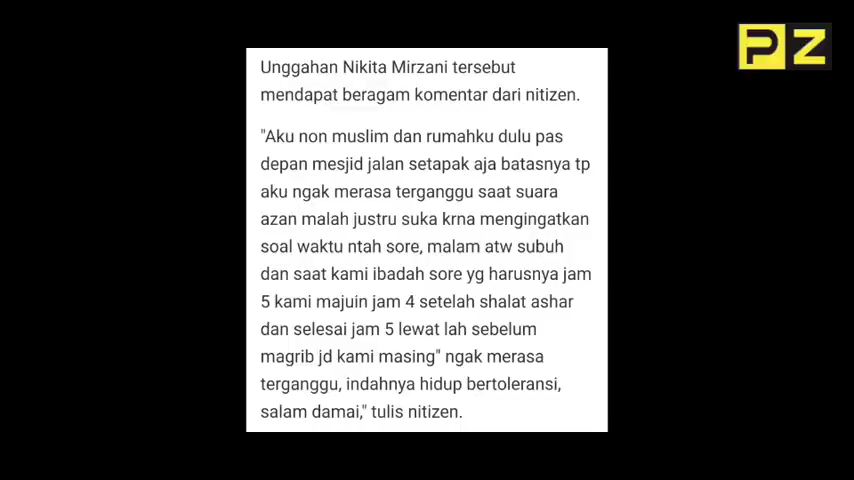 PZ
Unggahan Nikita Mirzani tersebut
mendapat beragam komentar dari nitizen.
"Aku non muslim dan rumahku dulu pas
depan mesjid jalan setapak aja batasnya tp
aku ngak merasa terganggu saat suara
azan malah justru suka krna mengingatkan
soal waktu ntah sore, malam atw subuh
dan saat kami ibadah sore yg harusnya jam
5 kami majuin jam 4 setelah shalat ashar
dan selesai jam 5 lewat lah sebelum
magrib jd kami masing" ngak merasa
terganggu, indahnya hidup bertoleransi,
salam damai," tulis nitizen.